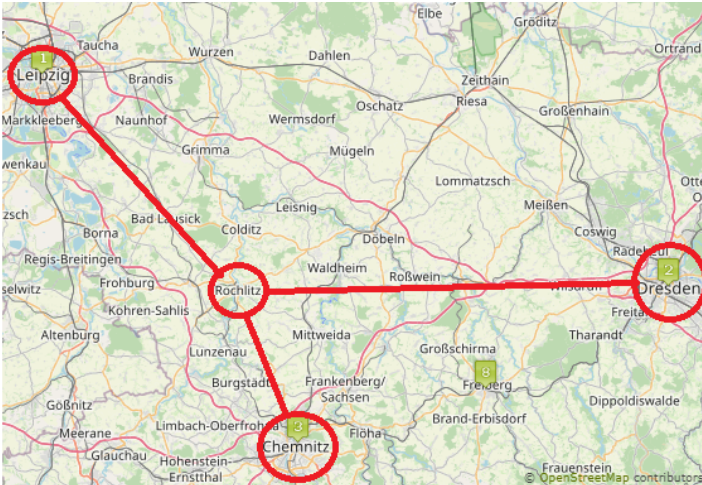 Elbe
Gröditz
Taucha
Wurzen
Dahlen
Ortrand
1
Leipzig
Brandis
Zeithain
Riesa
Oschatz
Großenhain
Markkleeberg
Naunhof
Wermsdorf
Grimma
Mügeln
wenkau
Lommatzsch
Leisnig
Meißen
zsch
Bad Lausick
Colditz
Coswig
Borna
Döbeln
Radebeul
Regis-Breitingen
Waldheim
Roßwein
2
Frohburg
Rochlitz
Wilsdruff
Dresden
selwitz
Kohren-Sahlis
Freital
Altenburg
Mittweida
Tharandt
Lunzenau
Großschirma
Burgstädt
Frankenberg/
Sachsen
8
Freiberg
Dippoldiswalde
Gößnitz
Brand-Erbisdorf
Limbach-Oberfrohna
3
Flöha
Meerane
Chemnitz
Glauchau
Hohenstein-
Ernstthal
Frauenstein
© OpenStreetMap contributors